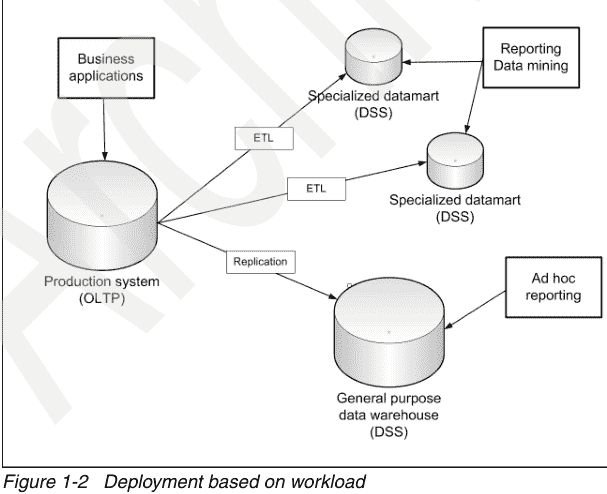 Business
applications
Reporting
Data mining
Specialized datamart
(DSS)
ETL
ETL
Specialized datamart
(DSS)
Replication
Production system
(OLTP)
Ad hoc
reporting
General purpose
data warehouse
(DSS)
Figure 1-2 Deployment based on workload